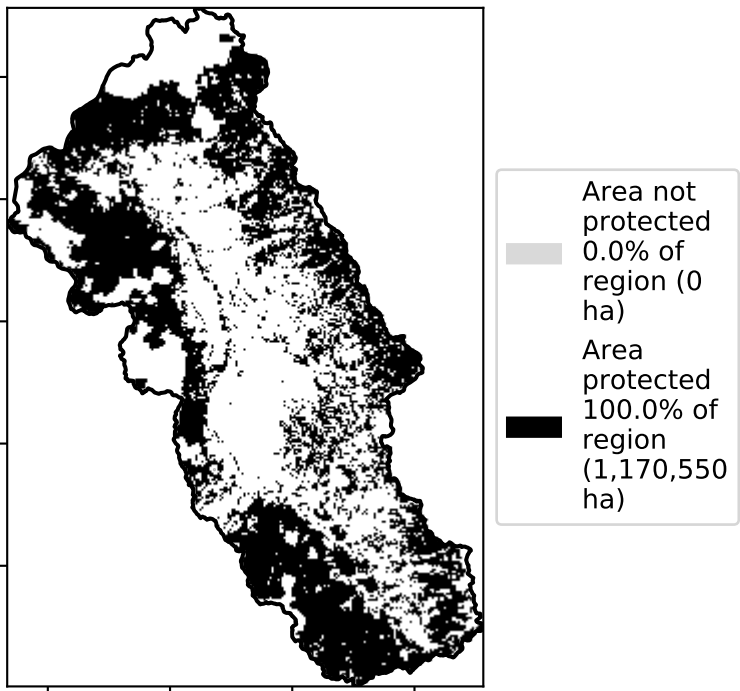 Area not
protected
0.0% of
region (0
ha)
Area
protected
100.0% of
region
(1,170,550
ha)